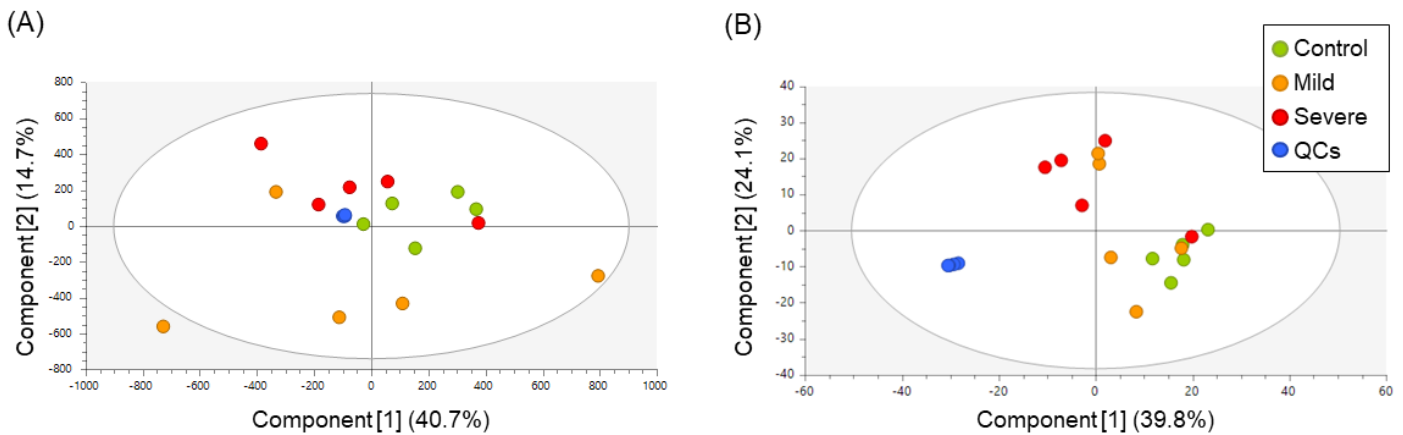 (A)
800
600
400
200
0
-200
-400
-600
-800
-1000 -800 -600 -400 -200 0 200 400 600 800 1000
Component [2] (14.7%)
Component [1] (40.7%)
(B)
40
30
20
10
0
-10
-20
-30
-40
-60 -40 -20 0 20 40 60
Component [2] (24.1%)
Component [1] (39.8%)
Control
Mild
Severe
QCs